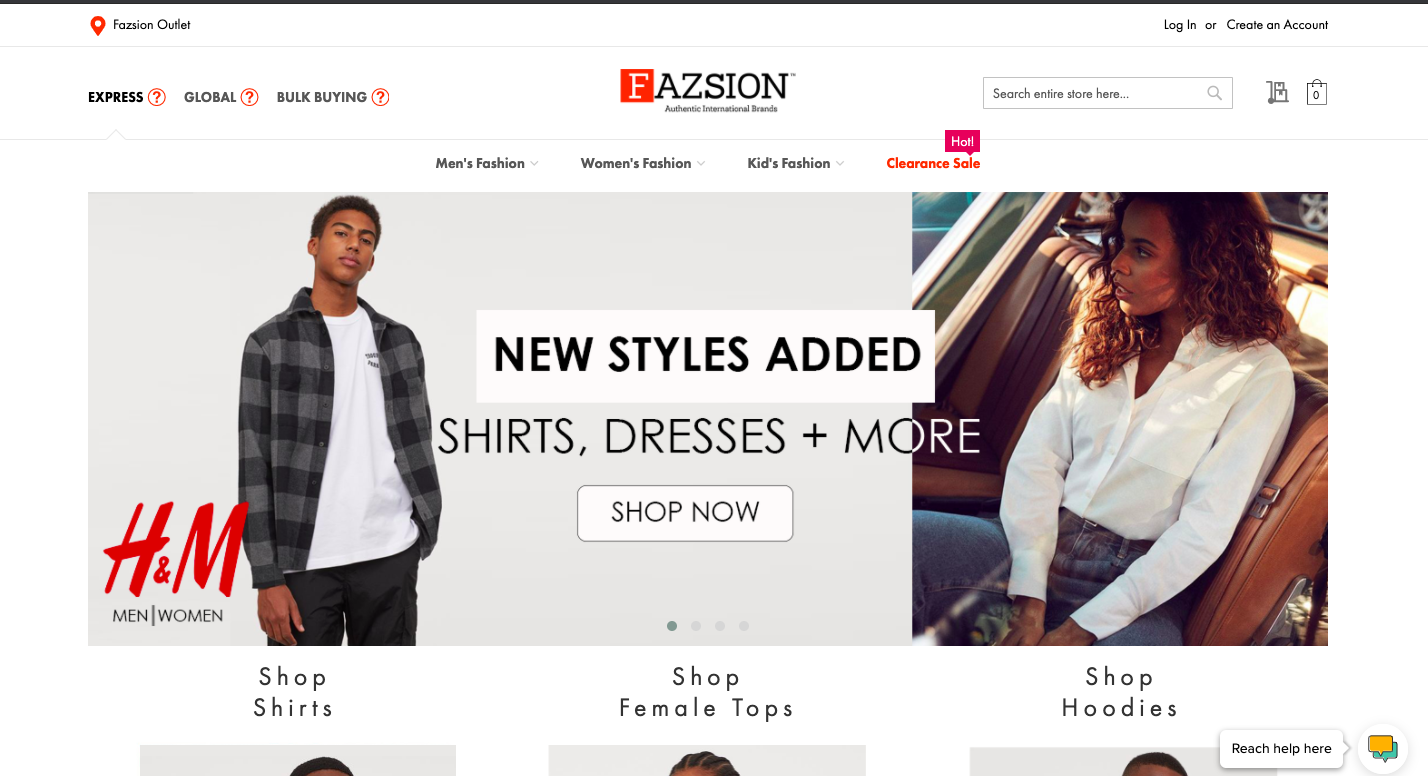 Fazsion Outlet
Log In or Create an Account
EXPRESS ? GLOBAL ? BULK BUYING ?
FAZSION™
Authentic International Brands
Search entire store here...
0
Hot!
Men's Fashion Women's Fashion Kid's Fashion Clearance Sale
NEW STYLES ADDED
SHIRTS, DRESSES + MORE
SHOP NOW
H&M
MEN|WOMEN
Shop
Shirts
Shop
Female Tops
Shop
Hoodies
Reach help here